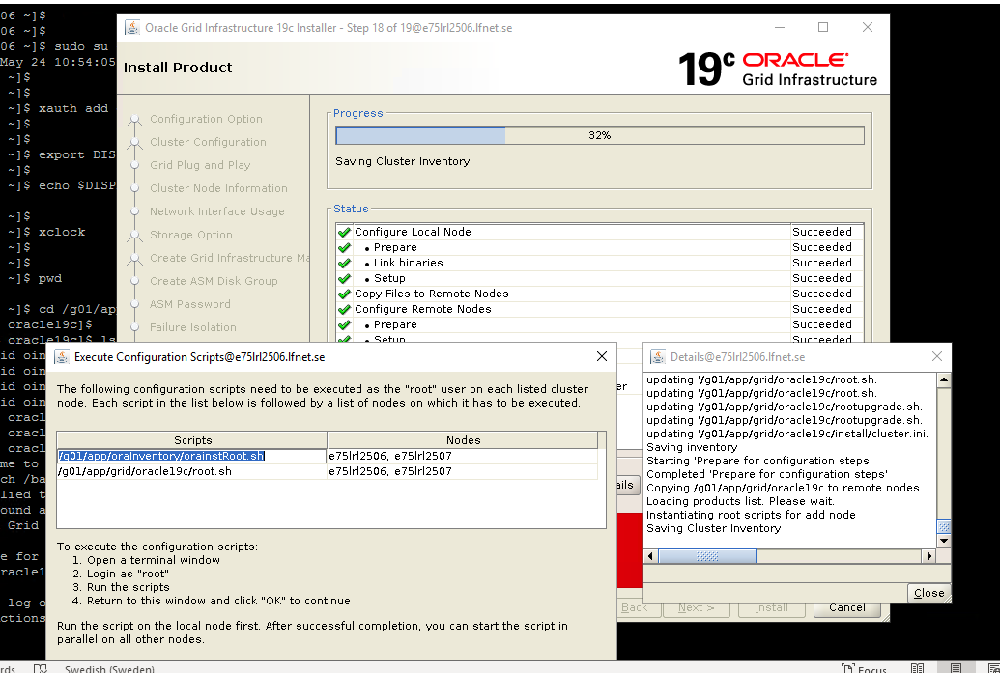 06 ~]$
06 ~]$
06 ~]$ sudo su
May 24 10:54:05
~]$
~]$
~]$ xauth add
~]$
~]$
~]$ export DIS
~]$
~]$ echo $DISP
~]$
~]$ xclock
~]$
~]$
~]$ pwd
~]$ cd /g01/ap
oracle19c]$
oracle19c]$ ls
id oin
id oin
id oin
id oin
oracl
oracl
oracl
me to
ch /ba
lied t
ound a
Grid
e for
racle1
log o
ctions
Oracle Grid Infrastructure 19c Installer - Step 18 of 19@e75lrl2506.lfnet.se
Install Product
19c ORACLE
Grid Infrastructure
Configuration Option
Cluster Configuration
Grid Plug and Play
Cluster Node Information
Network Interface Usage
Storage Option
Create Grid Infrastructure Ma
Create ASM Disk Group
ASM Password
Failure Isolation
Progress
32%
Saving Cluster Inventory
Status
Configure Local Node Succeeded
• Prepare Succeeded
• Link binaries Succeeded
• Setup Succeeded
Copy Files to Remote Nodes Succeeded
Configure Remote Nodes Succeeded
• Prepare Succeeded
• Setup Succeeded
er
ails
Back Next > Install Cancel
Execute Configuration Scripts@e75lrl2506.lfnet.se
The following configuration scripts need to be executed as the "root" user on each listed cluster
node. Each script in the list below is followed by a list of nodes on which it has to be executed.
Scripts Nodes
/g01/app/oraInventory/orainstRoot.sh e75lrl2506, e75lrl2507
/g01/app/grid/oracle19c/root.sh e75lrl2506, e75lrl2507
To execute the configuration scripts:
1. Open a terminal window
2. Login as "root"
3. Run the scripts
4. Return to this window and click "OK" to continue
Run the script on the local node first. After successful completion, you can start the script in
parallel on all other nodes.
Details@e75lrl2506.lfnet.se
updating '/g01/app/grid/oracle19c/root.sh.
updating '/g01/app/grid/oracle19c/root.sh.
updating '/g01/app/grid/oracle19c/rootupgrade.sh.
updating '/g01/app/grid/oracle19c/rootupgrade.sh.
updating '/g01/app/grid/oracle19c/install/cluster.ini.
Saving inventory
Starting 'Prepare for configuration steps'
Completed 'Prepare for configuration steps'
Copying /g01/app/grid/oracle19c to remote nodes
Loading products list. Please wait.
Instantiating root scripts for add node
Saving Cluster Inventory
Close
rds Swedish (Sweden) Focus